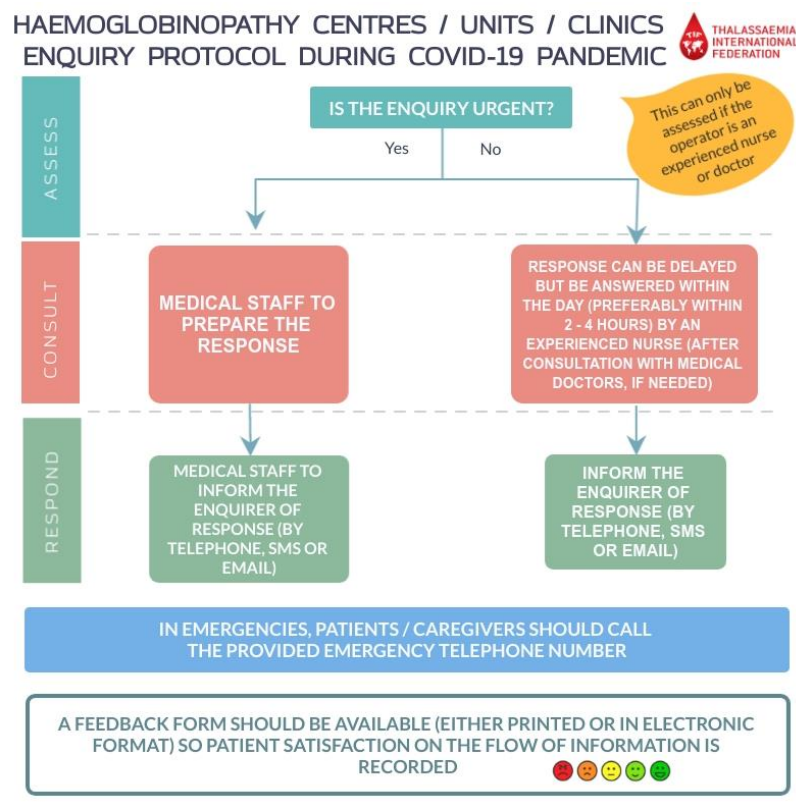 HAEMOGLOBINOPATHY CENTRES / UNITS / CLINICS
ENQUIRY PROTOCOL DURING COVID-19 PANDEMIC
TIF
THALASSAEMIA
INTERNATIONAL
FEDERATION
ASSESS
IS THE ENQUIRY URGENT?
This can only be
assessed if the
operator is an
experienced nurse
or doctor
Yes
No
CONSULT
MEDICAL STAFF TO
PREPARE THE
RESPONSE
RESPONSE CAN BE DELAYED
BUT BE ANSWERED WITHIN
THE DAY (PREFERABLY WITHIN
2 - 4 HOURS) BY AN
EXPERIENCED NURSE (AFTER
CONSULTATION WITH MEDICAL
DOCTORS, IF NEEDED)
RESPOND
MEDICAL STAFF TO
INFORM THE
ENQUIRER OF
RESPONSE (BY
TELEPHONE, SMS OR
EMAIL)
INFORM THE
ENQUIRER OF
RESPONSE (BY
TELEPHONE, SMS
OR EMAIL)
IN EMERGENCIES, PATIENTS / CAREGIVERS SHOULD CALL
THE PROVIDED EMERGENCY TELEPHONE NUMBER
A FEEDBACK FORM SHOULD BE AVAILABLE (EITHER PRINTED OR IN ELECTRONIC
FORMAT) SO PATIENT SATISFACTION ON THE FLOW OF INFORMATION IS
RECORDED